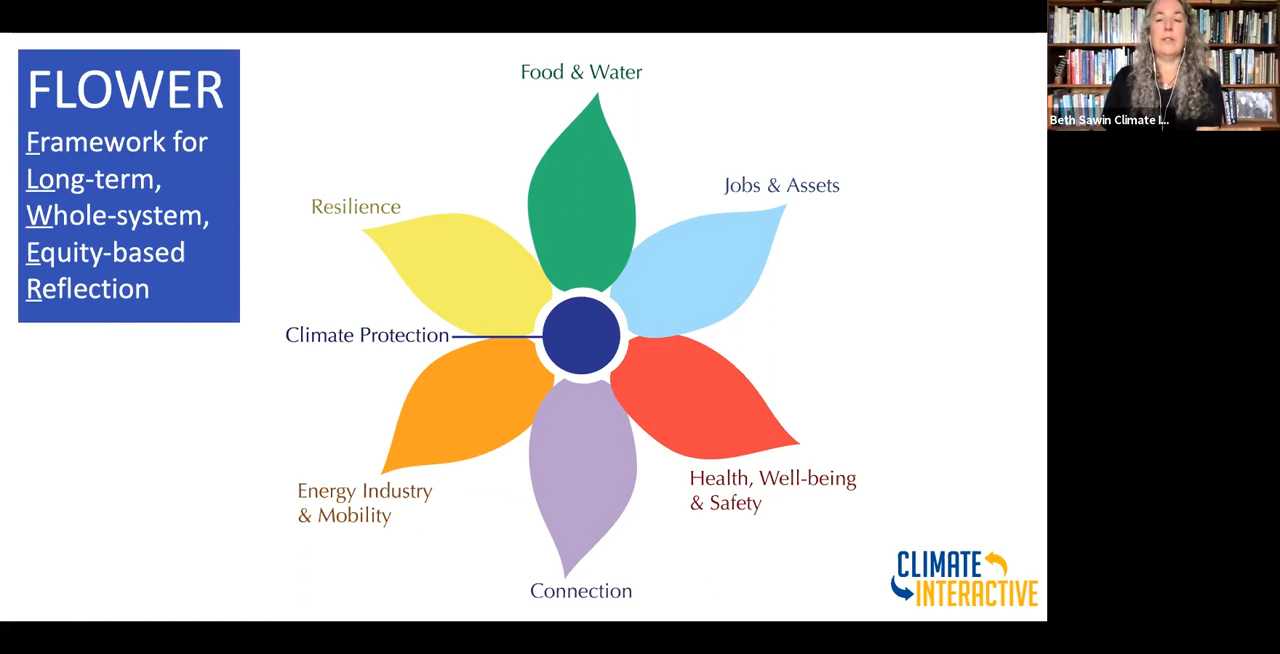 FLOWER
Framework for
Long-term,
Whole-system,
Equity-based
Reflection
Food & Water
Jobs & Assets
Resilience
Climate Protection
Health, Well-being
& Safety
Energy Industry
& Mobility
Connection
CLIMATE
INTERACTIVE
Beth Sawin Climate I...